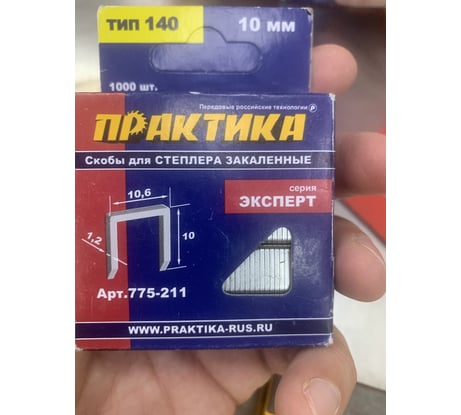 ТИП 140 10 мм
1000 шт.
Передовые российские технологии Р
ПРАКТИКА
Скобы для СТЕПЛЕРА ЗАКАЛЕННЫЕ
серия
ЭКСПЕРТ
10,6
1,2
10
Арт.775-211
WWW.PRAKTIKA-RUS.RU